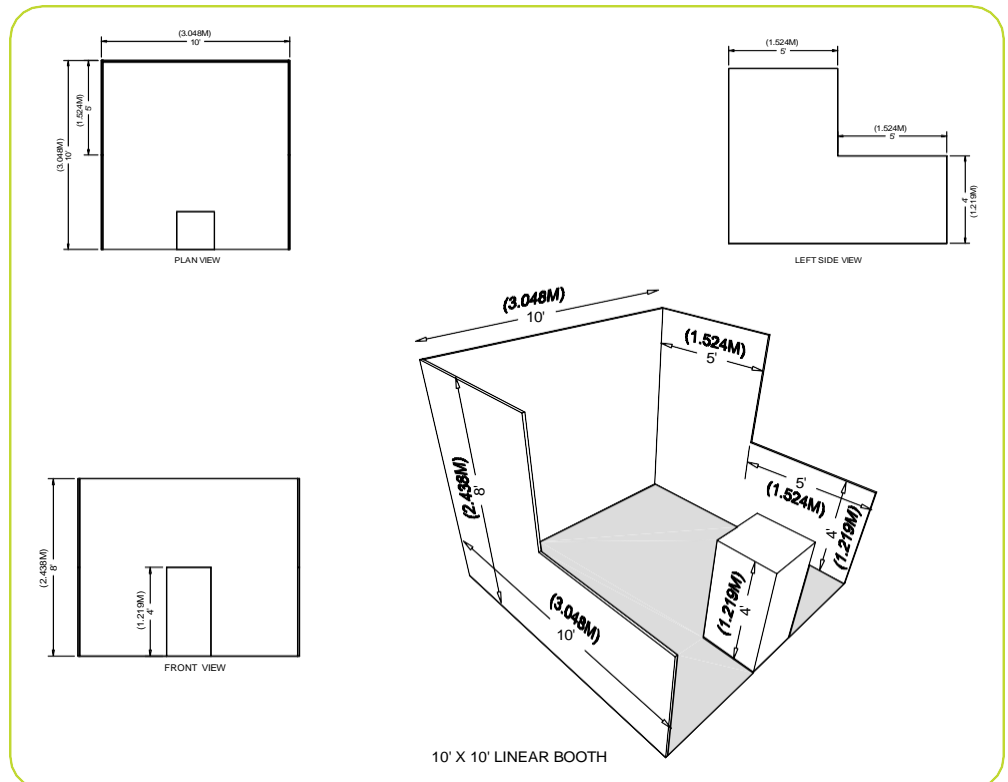 (3.048M)
10'
(1.524M)
5'
(3.048M)
10'
PLAN VIEW
(1.524M)
5'
(1.524M)
5'
4'
(1.219M)
LEFT SIDE VIEW
(3.048M)
10'
(1.524M)
5'
(2.438M)
8'
5'
(1.524M)
4'
(1.219M)
(1.219M)
4'
(3.048M)
10'
(2.438M)
8'
(1.219M)
4'
FRONT VIEW
10' X 10' LINEAR BOOTH